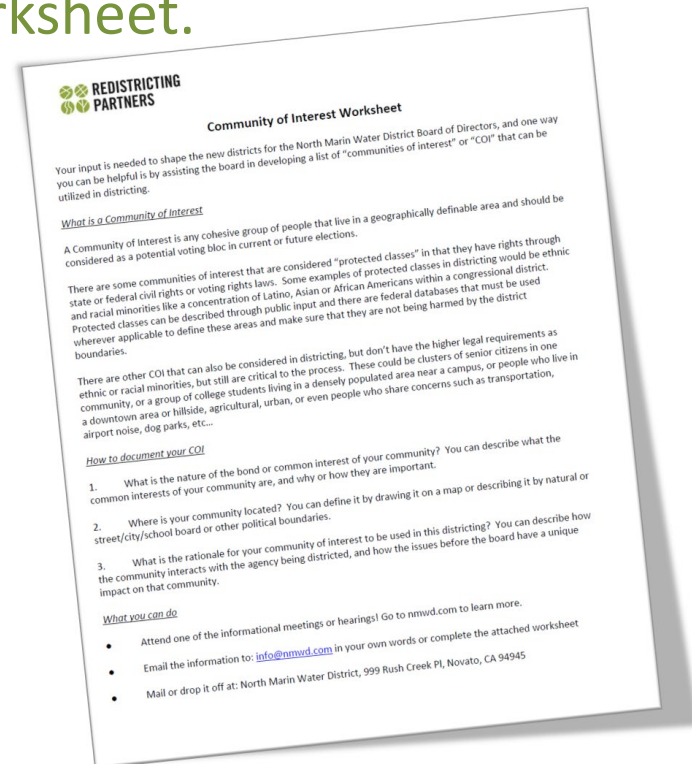 rksheet.
REDISTRICTING
PARTNERS
Community of Interest Worksheet
Your input is needed to shape the new districts for the North Marin Water District Board of Directors, and one way
you can be helpful is by assisting the board in developing a list of “communities of interest” or “COI” that can be
utilized in districting.
What is a Community of Interest
A Community of Interest is any cohesive group of people that live in a geographically definable area and should be
considered as a potential voting bloc in current or future elections.
There are some communities of interest that are considered “protected classes” in that they have rights through
state or federal civil rights or voting rights laws. Some examples of protected classes in districting would be ethnic
and racial minorities like a concentration of Latino, Asian or African Americans within a congressional district.
Protected classes can be described through public input and there are federal databases that must be used
wherever applicable to define these areas and make sure that they are not being harmed by the district
boundaries.
There are other COI that can also be considered in districting, but don’t have the higher legal requirements as
ethnic or racial minorities, but still are critical to the process. These could be clusters of senior citizens in one
community, or a group of college students living in a densely populated area near a campus, or people who live in
a downtown area or hillside, agricultural, urban, or even people who share concerns such as transportation,
airport noise, dog parks, etc...
How to document your COI
1. What is the nature of the bond or common interest of your community? You can describe what the
common interests of your community are, and why or how they are important.
2. Where is your community located? You can define it by drawing it on a map or describing it by natural or
street/city/school board or other political boundaries.
3. What is the rationale for your community of interest to be used in this districting? You can describe how
the community interacts with the agency being districted, and how the issues before the board have a unique
impact on that community.
What you can do
• Attend one of the informational meetings or hearings! Go to nmwd.com to learn more.
• Email the information to: info@nmwd.com in your own words or complete the attached worksheet
• Mail or drop it off at: North Marin Water District, 999 Rush Creek Pl, Novato, CA 94945